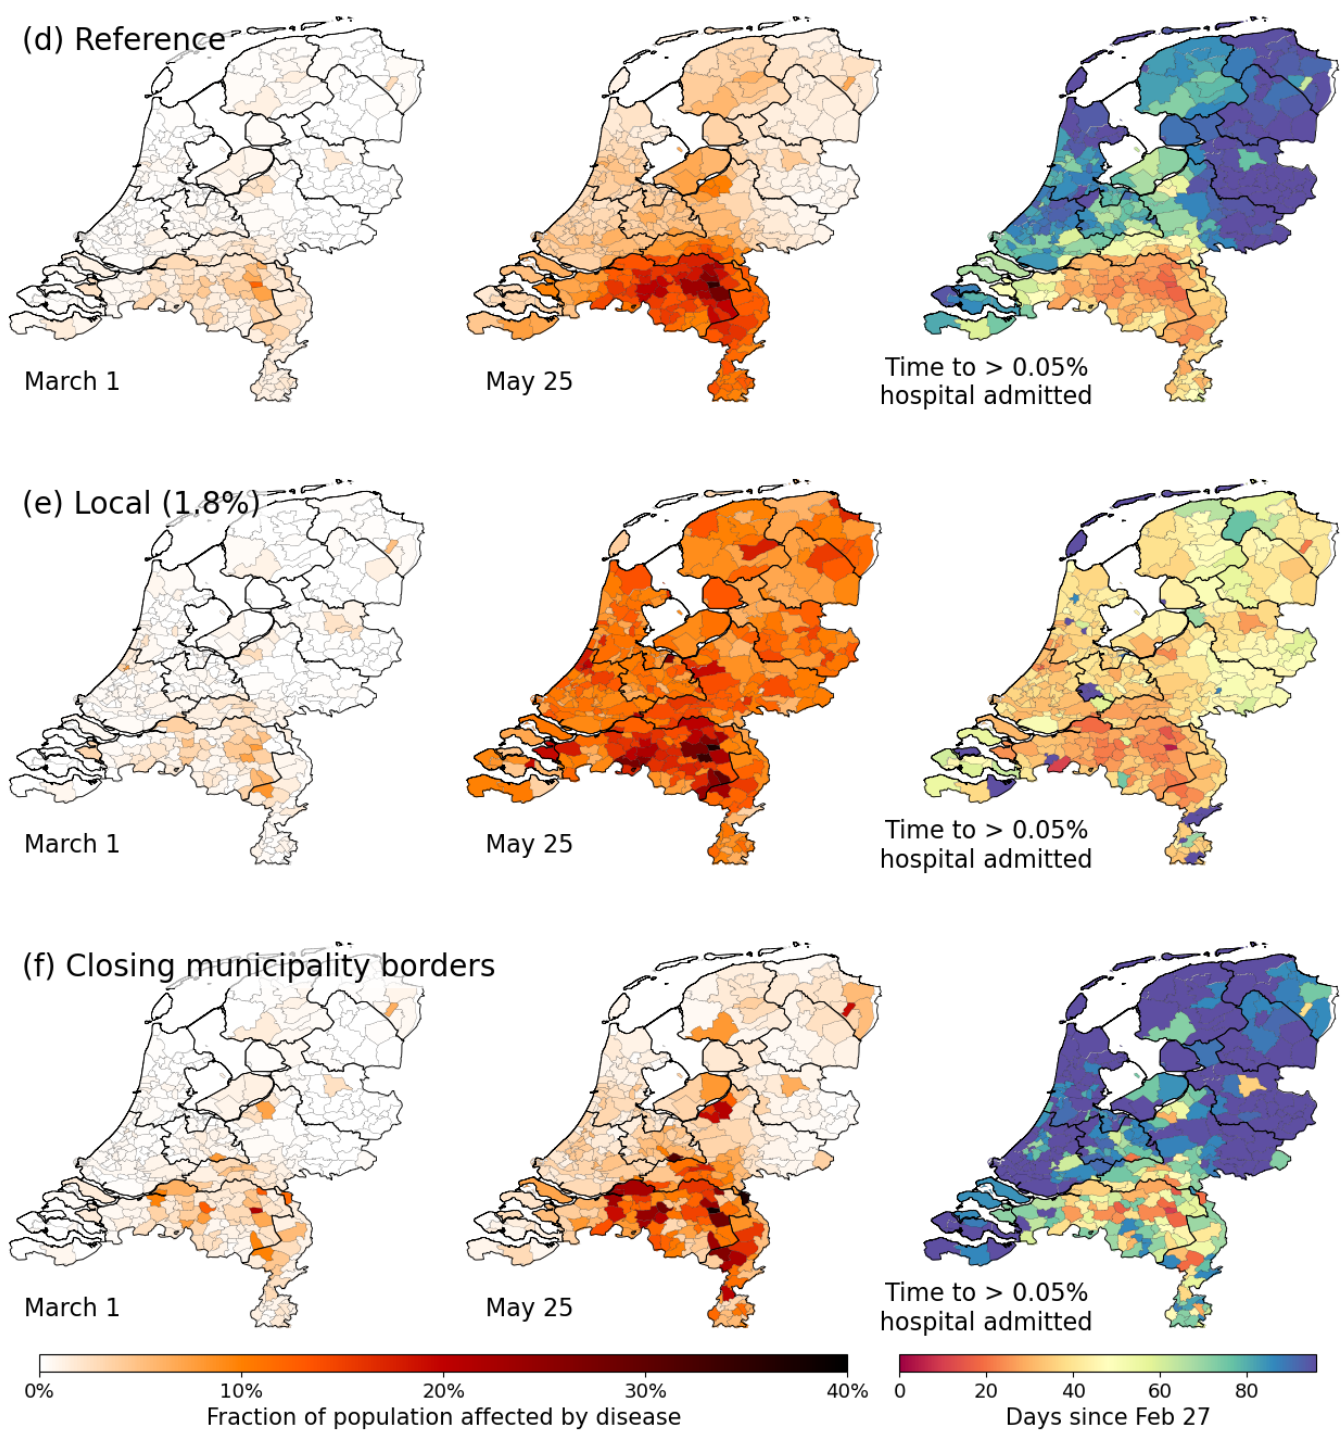 (d) Reference
March 1
May 25
Time to > 0.05%
hospital admitted
(e) Local (1.8%)
March 1
May 25
Time to > 0.05%
hospital admitted
(f) Closing municipality borders
March 1
May 25
Time to > 0.05%
hospital admitted
0% 10% 20% 30% 40%
Fraction of population affected by disease
0 20 40 60 80
Days since Feb 27